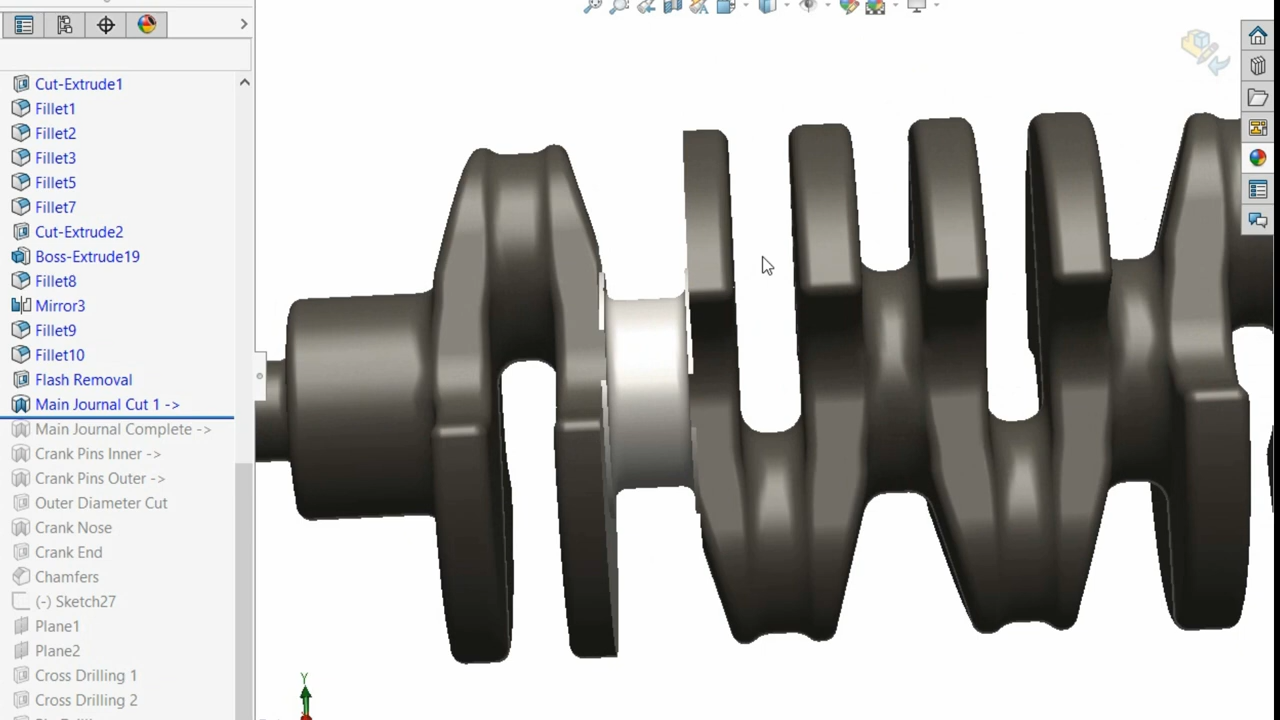 Cut-Extrude1
Fillet1
Fillet2
Fillet3
Fillet5
Fillet7
Cut-Extrude2
Boss-Extrude19
Fillet8
Mirror3
Fillet9
Fillet10
Flash Removal
Main Journal Cut 1 ->
Main Journal Complete ->
Crank Pins Inner ->
Crank Pins Outer ->
Outer Diameter Cut
Crank Nose
Crank End
Chamfers
(-) Sketch27
Plane1
Plane2
Cross Drilling 1
Cross Drilling 2
Y